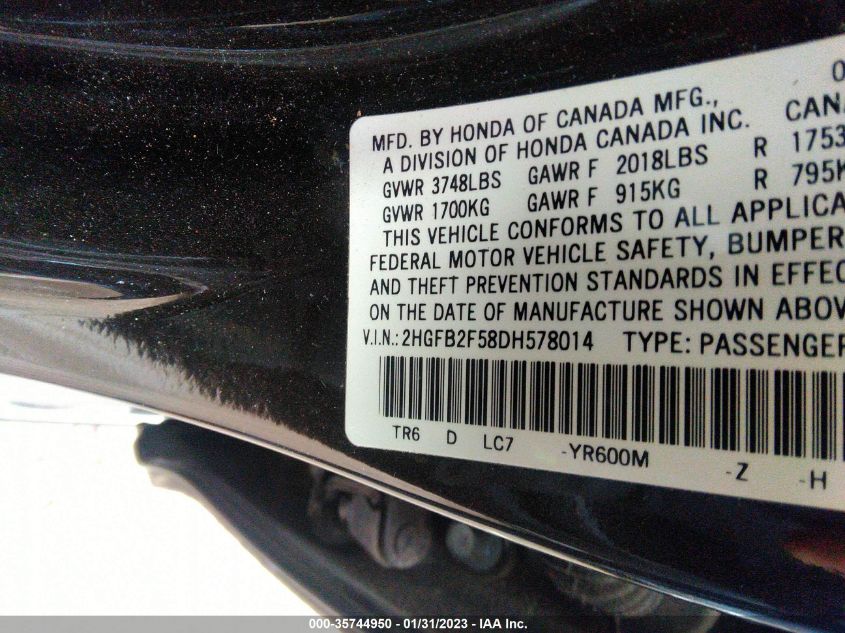 MFD. BY HONDA OF CANADA MFG.,
A DIVISION OF HONDA CANADA INC.
GVWR 3748LBS GAWR F 2018LBS R 1753
GVWR 1700KG GAWR F 915KG R 795K
THIS VEHICLE CONFORMS TO ALL APPLICA
FEDERAL MOTOR VEHICLE SAFETY, BUMPER
AND THEFT PREVENTION STANDARDS IN EFFEC
ON THE DATE OF MANUFACTURE SHOWN ABOV
V.I.N.: 2HGFB2F58DH578014 TYPE: PASSENGER
TR6 D LC7 -YR600M -Z -H
000-35744950 - 01/31/2023 - IAA Inc.